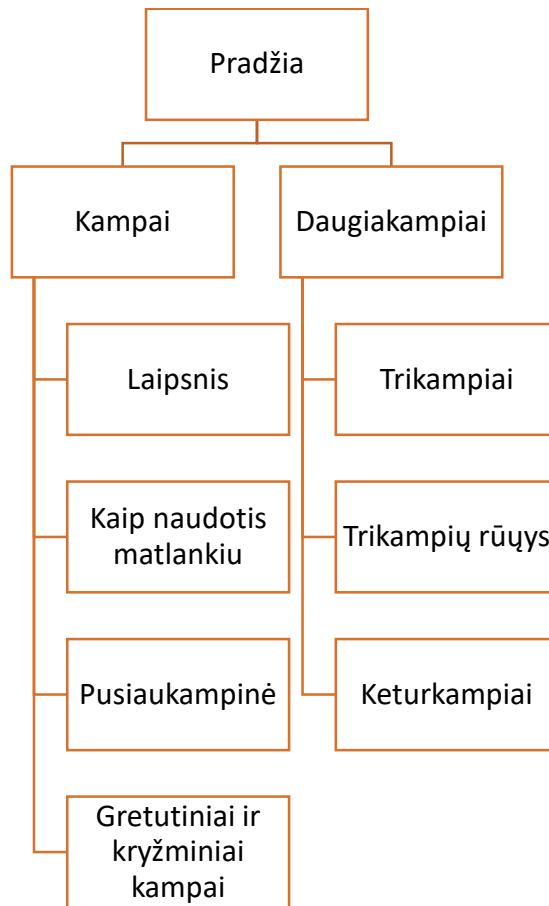 Pradžia
Kampai
Daugiakampiai
Laipsnis
Trikampiai
Kaip naudotis
matlankiu
Trikampių rūųys
Pusiaukampinė
Keturkampiai
Gretutiniai ir
kryžminiai
kampai